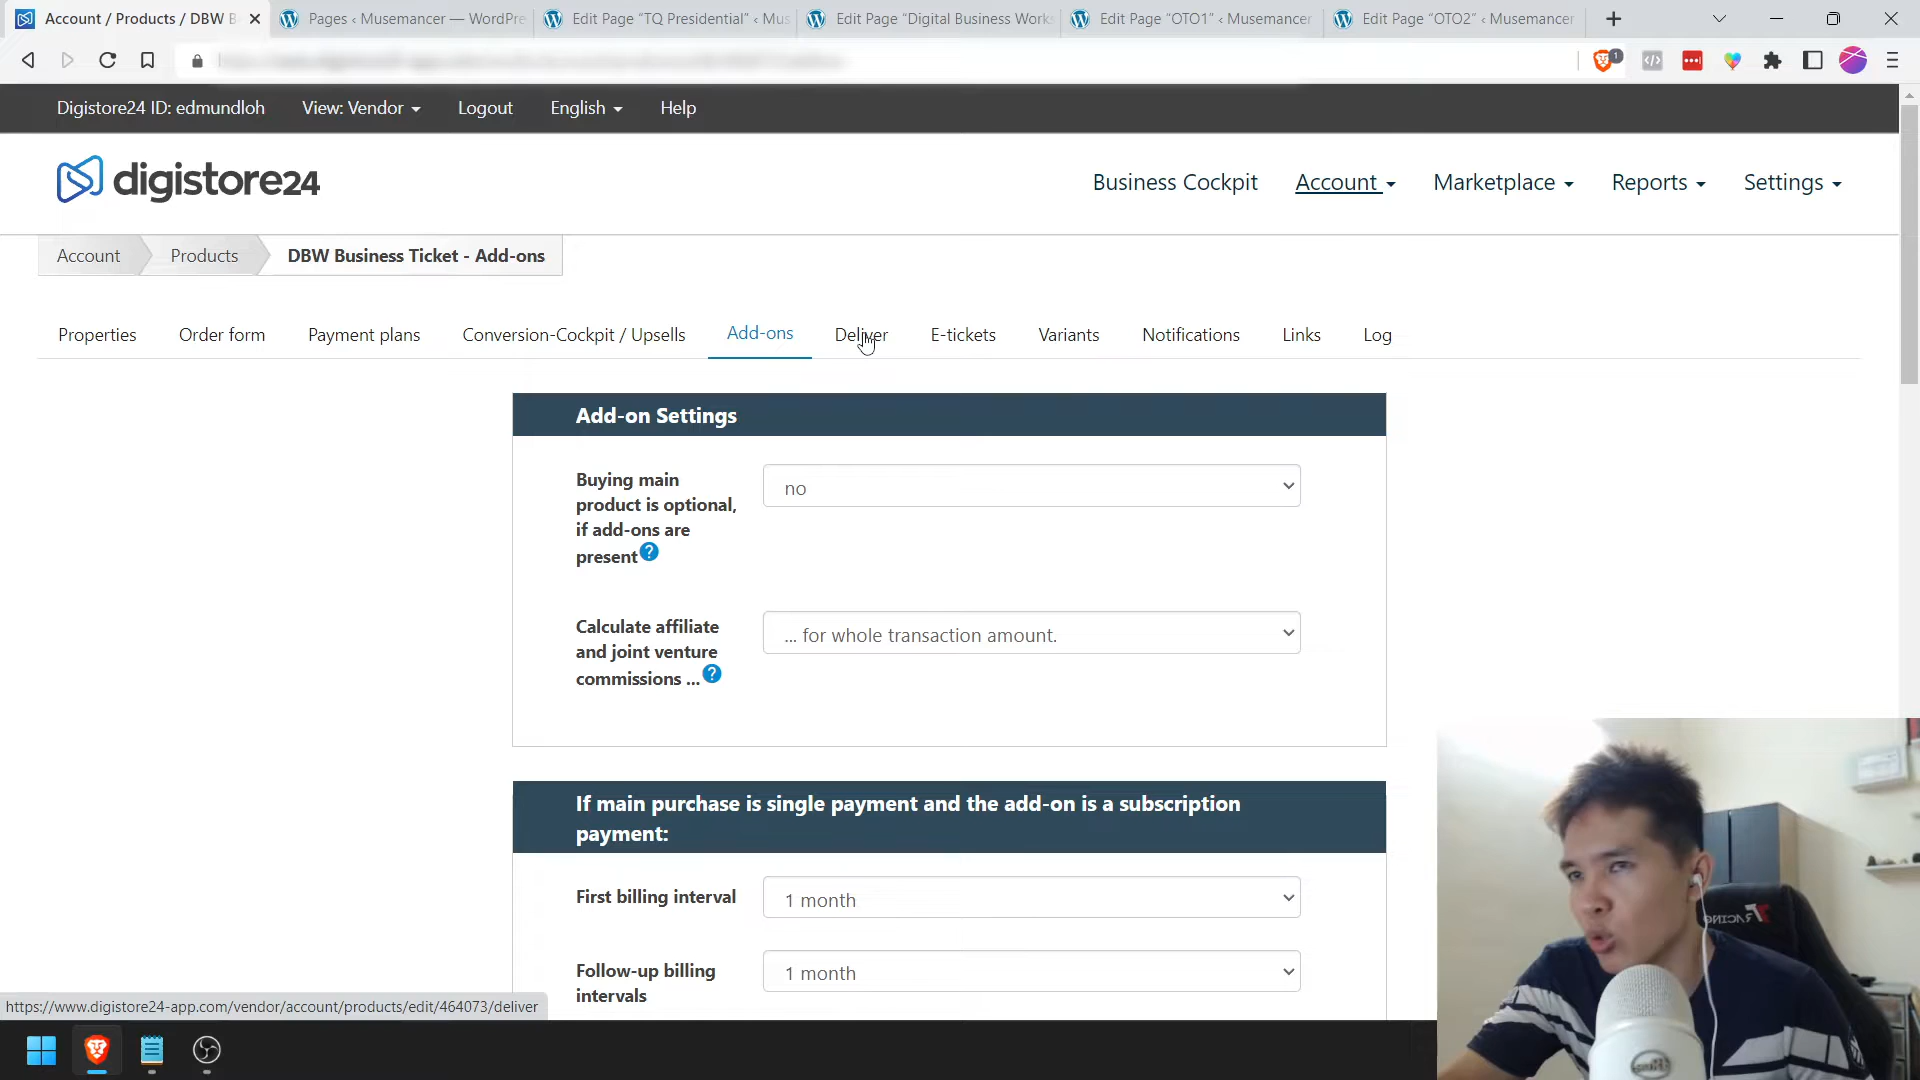 Account / Products / DBW B
Pages ‹ Musemancer — WordPre
Edit Page “TQ Presidential” ‹ Mus
Edit Page “Digital Business Works
Edit Page “OTO1” ‹ Musemancer
Edit Page “OTO2” ‹ Musemancer
1
Digistore24 ID: edmundloh
View: Vendor
Logout
English
Help
digistore24
Business Cockpit
Account
Marketplace
Reports
Settings
Account
Products
DBW Business Ticket - Add-ons
Properties
Order form
Payment plans
Conversion-Cockpit / Upsells
Add-ons
Deliver
E-tickets
Variants
Notifications
Links
Log
Add-on Settings
Buying main
product is optional,
if add-ons are
present ?
no
Calculate affiliate
and joint venture
commissions ... ?
... for whole transaction amount.
If main purchase is single payment and the add-on is a subscription
payment:
First billing interval
1 month
Follow-up billing
intervals
1 month
https://www.digistore24-app.com/vendor/account/products/edit/464073/deliver